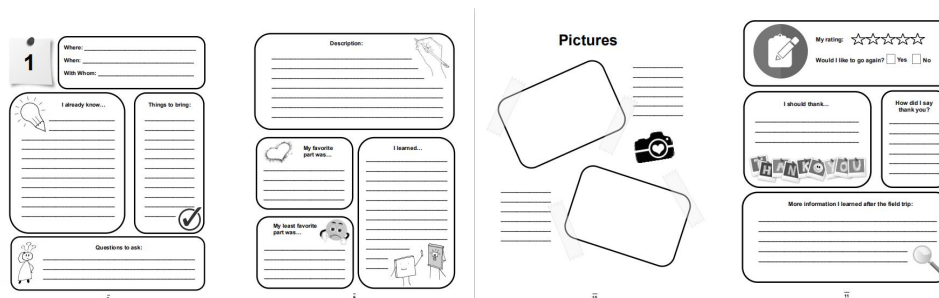 1
Where:
When:
With Whom:
I already know...
Things to bring:
Questions to ask:
Description:
My favorite
part was...
I learned...
My least favorite
part was...
Pictures
My rating:
Would I like to go again? Yes No
I should thank...
How did I say
thank you?
THANK YOU
More information I learned after the field trip:
11